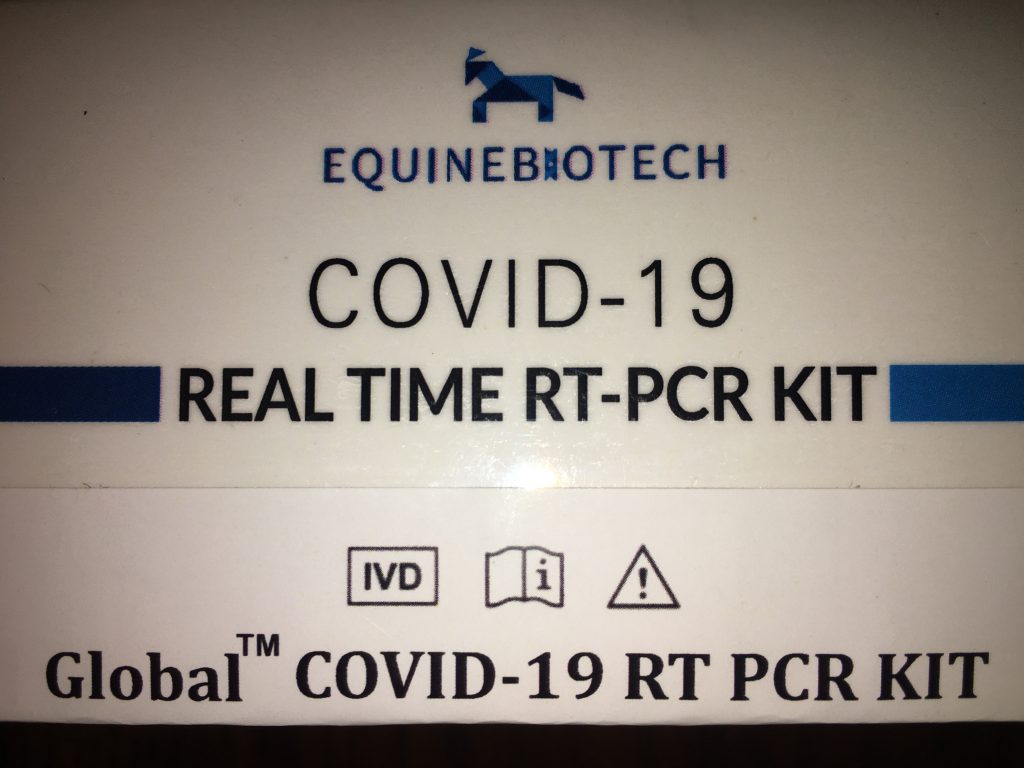 EQUINEBIOTECH
COVID-19
REAL TIME RT-PCR KIT
IVD
i
!
Global™ COVID-19 RT PCR KIT